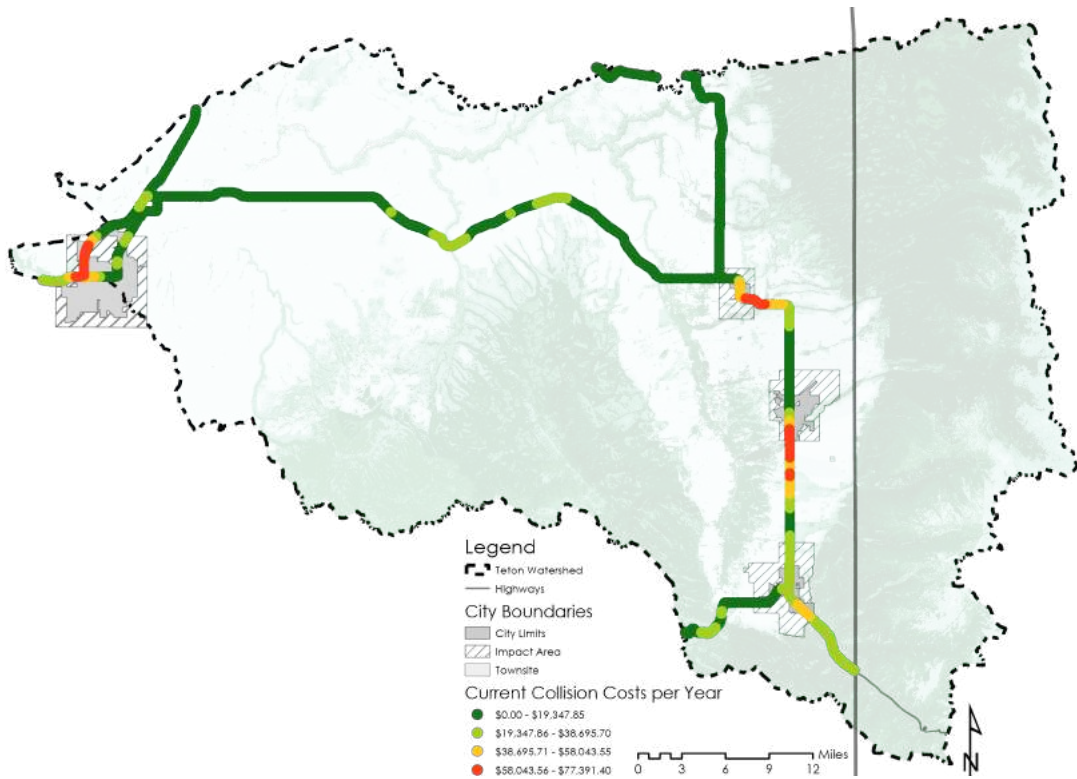 Legend
Teton Watershed
Highways
City Boundaries
City Limits
Impact Area
Townsite
Current Collision Costs per Year
$0.00 - $19,347.85
$19,347.86 - $38,695.70
$38,695.71 - $58,043.55
$58,043.56 - $77,391.40
Miles
0 3 6 9 12
N